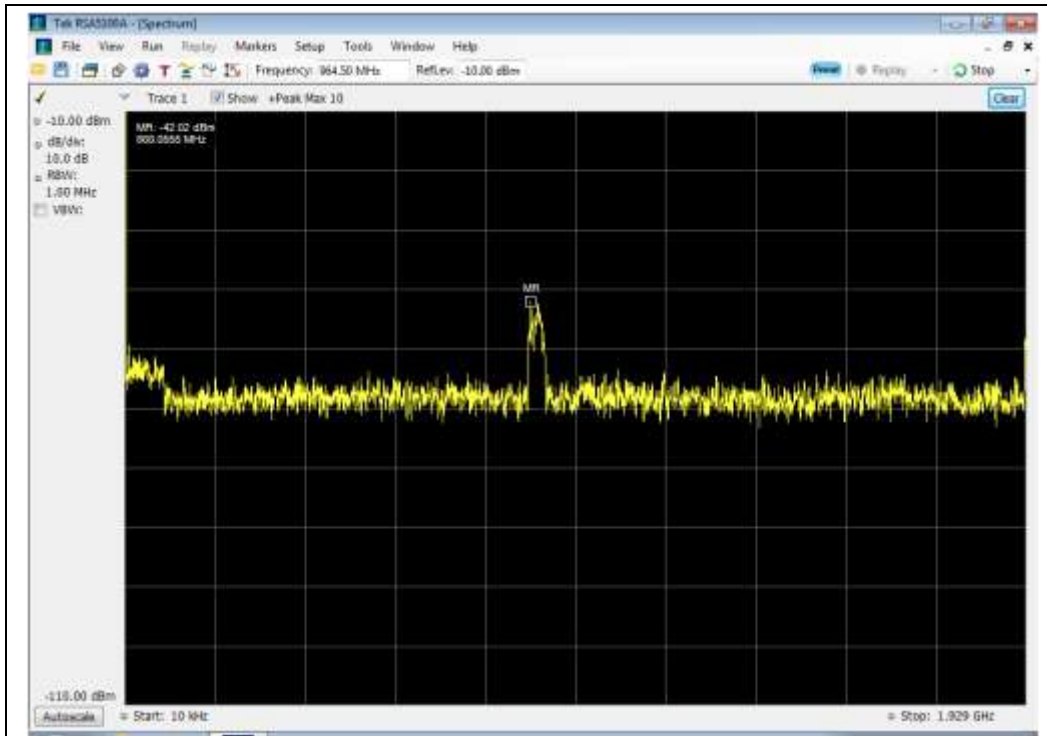 Tek RSA5100A - [Spectrum]
File View Run Replay Markers Setup Tools Window Help
Frequency: 964.50 MHz RefLev: -10.00 dBm Preset Replay Stop
Trace 1 Show +Peak Max 10 Clear
-10.00 dBm
dB/div:
10.0 dB
RBW:
1.00 MHz
VBW:
MR: -42.02 dBm
MHz
MR
-110.00 dBm
Autoscale Start: 10 kHz Stop: 1.929 GHz